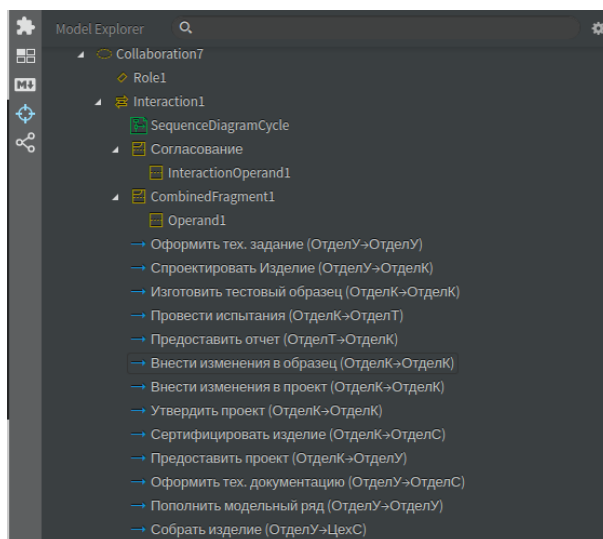 Model Explorer
Collaboration7
Role1
Interaction1
M↓
SequenceDiagramCycle
Согласование
InteractionOperand1
CombinedFragment1
Operand1
Оформить тех. задание (ОтделУ→ОтделУ)
Спроектировать Изделие (ОтделУ→ОтделК)
Изготовить тестовый образец (ОтделК→ОтделК)
Провести испытания (ОтделК→ОтделТ)
Предоставить отчет (ОтделТ→ОтделК)
Внести изменения в образец (ОтделК→ОтделК)
Внести изменения в проект (ОтделК→ОтделК)
Утвердить проект (ОтделК→ОтделК)
Сертифицировать изделие (ОтделК→ОтделС)
Предоставить проект (ОтделК→ОтделУ)
Оформить тех. документацию (ОтделУ→ОтделС)
Пополнить модельный ряд (ОтделУ→ОтделУ)
Собрать изделие (ОтделУ→ЦехС)